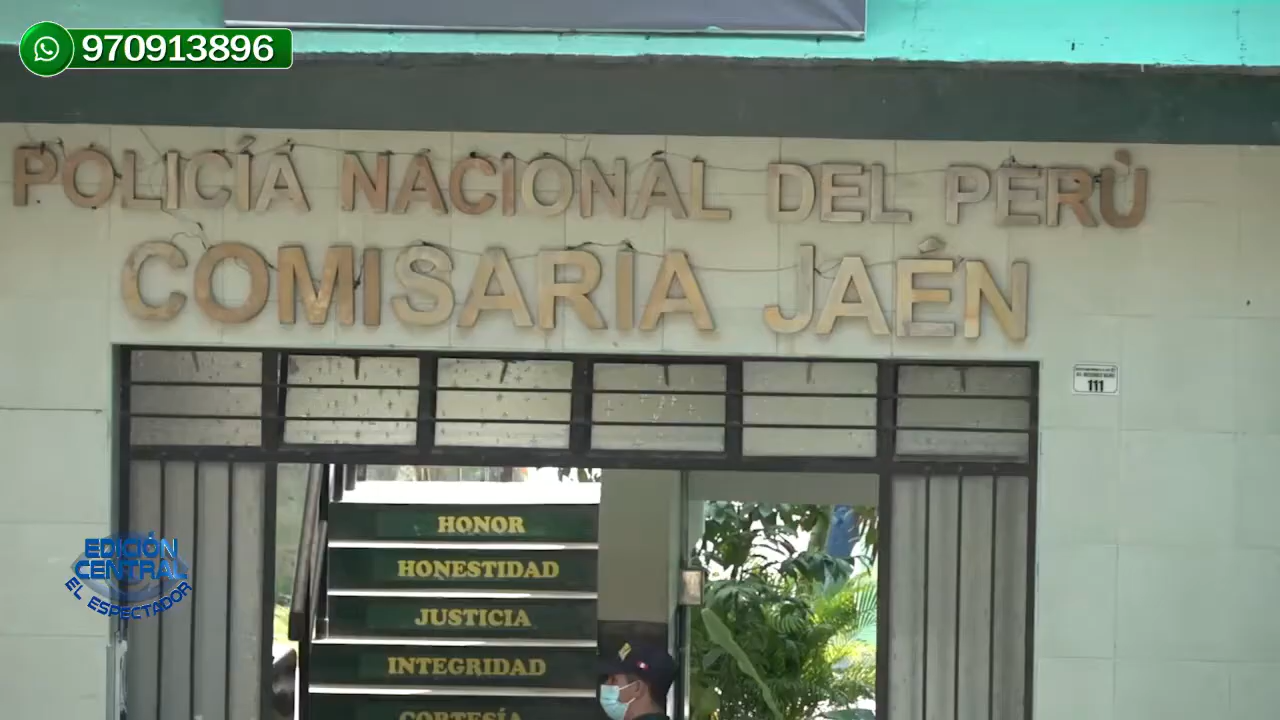 970913896
POLICÍA NACIONAL DEL PERÚ
COMISARIA JAÉN
111
HONOR
HONESTIDAD
JUSTICIA
INTEGRIDAD
CORTESÍA
EDICIÓN
CENTRAL
EL ESPECTADOR